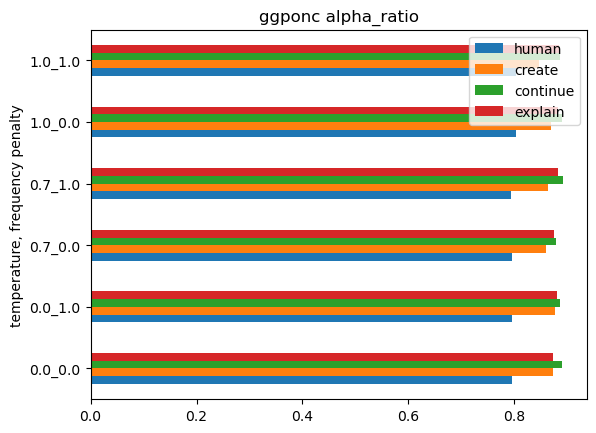 ggponc alpha_ratio
human
create
continue
explain
temperature, frequency penalty
1.0_1.0
1.0_0.0
0.7_1.0
0.7_0.0
0.0_1.0
0.0_0.0
0.0 0.2 0.4 0.6 0.8